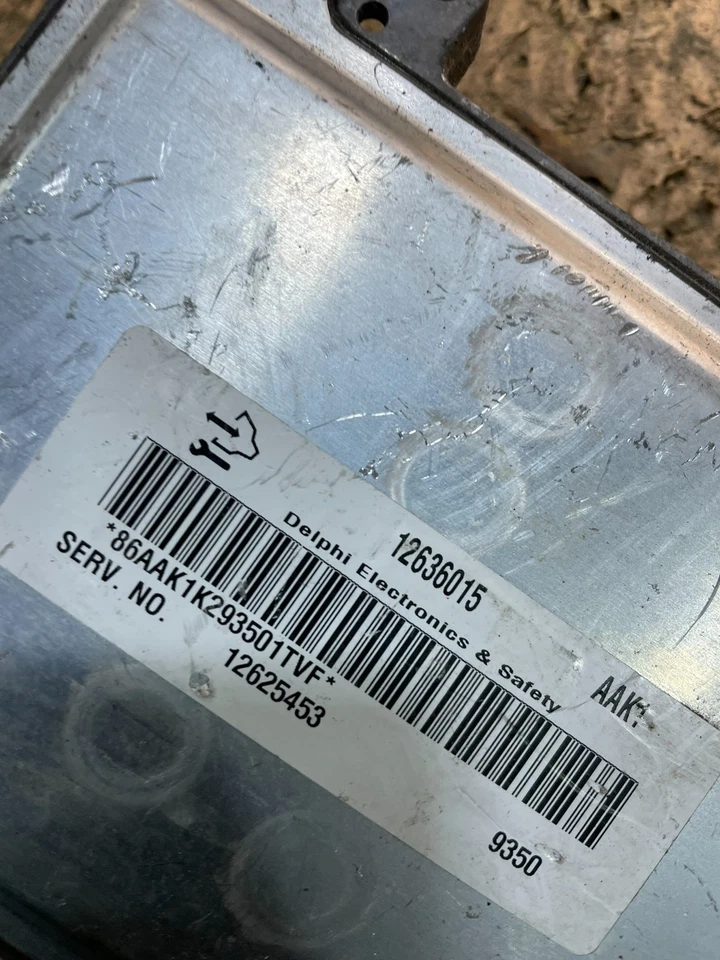 12636015
AAK1
Delphi Electronics & Safety
*86AAK1K293501TVF*
SERV. NO.
12625453
9350